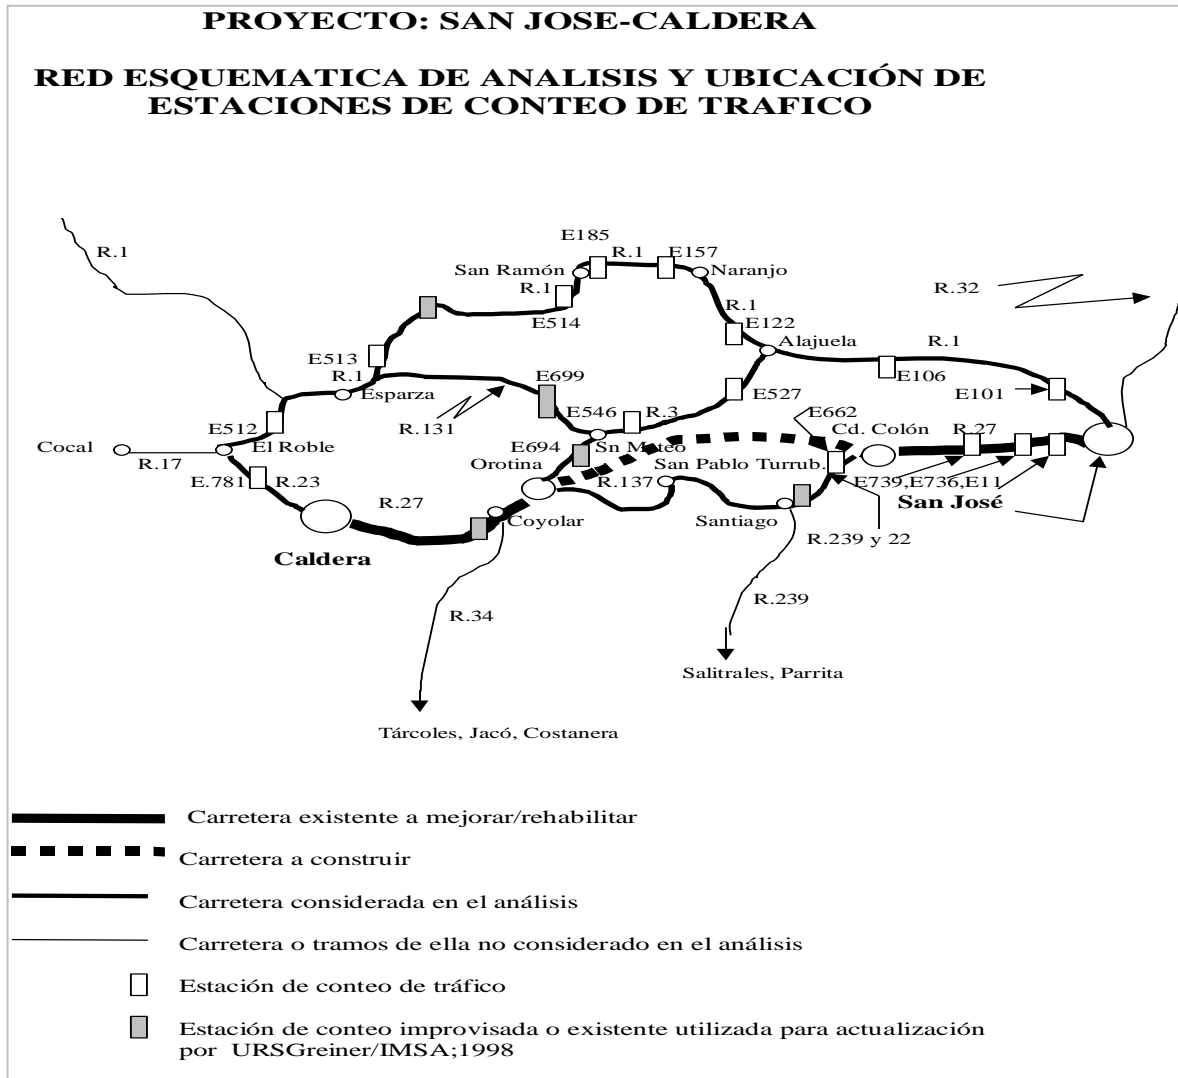 PROYECTO: SAN JOSE-CALDERA
RED ESQUEMATICA DE ANALISIS Y UBICACIÓN DE
ESTACIONES DE CONTEO DE TRAFICO
E185
R.1
R.1
E157
San Ramón
Naranjo
R.1
R.32
R.1
E514
E122
Alajuela
R.1
E513
R.1
Esparza
E699
E527
E106
E101
E512
R.131
E546
R.3
E662
Cd. Colón
R.27
Cocal
El Roble
E694
Sn Mateo
R.17
Orotina
San Pablo Turrub.
E.781
R.23
R.137
E739,E736,E11
R.27
San José
Coyolar
Santiago
Caldera
R.239 y 22
R.34
R.239
Salitrales, Parrita
Tárcoles, Jacó, Costanera
Carretera existente a mejorar/rehabilitar
Carretera a construir
Carretera considerada en el análisis
Carretera o tramos de ella no considerado en el análisis
Estación de conteo de tráfico
Estación de conteo improvisada o existente utilizada para actualización
por URSGreiner/IMSA;1998